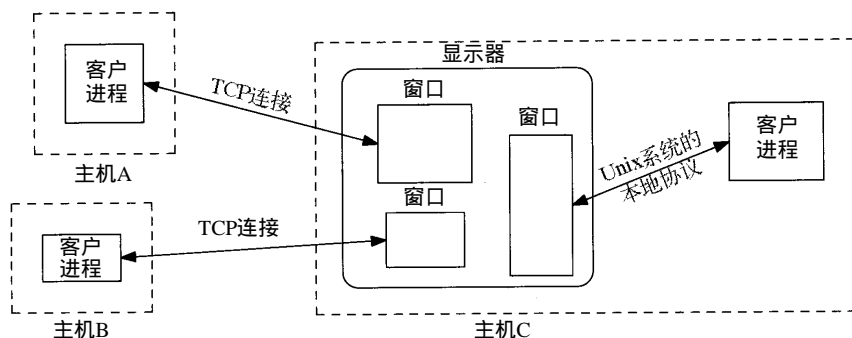 客户
进程
主机A
TCP连接
客户
进程
主机B
TCP连接
显示器
窗口
窗口
窗口
Unix系统的
本地协议
客户
进程
主机C